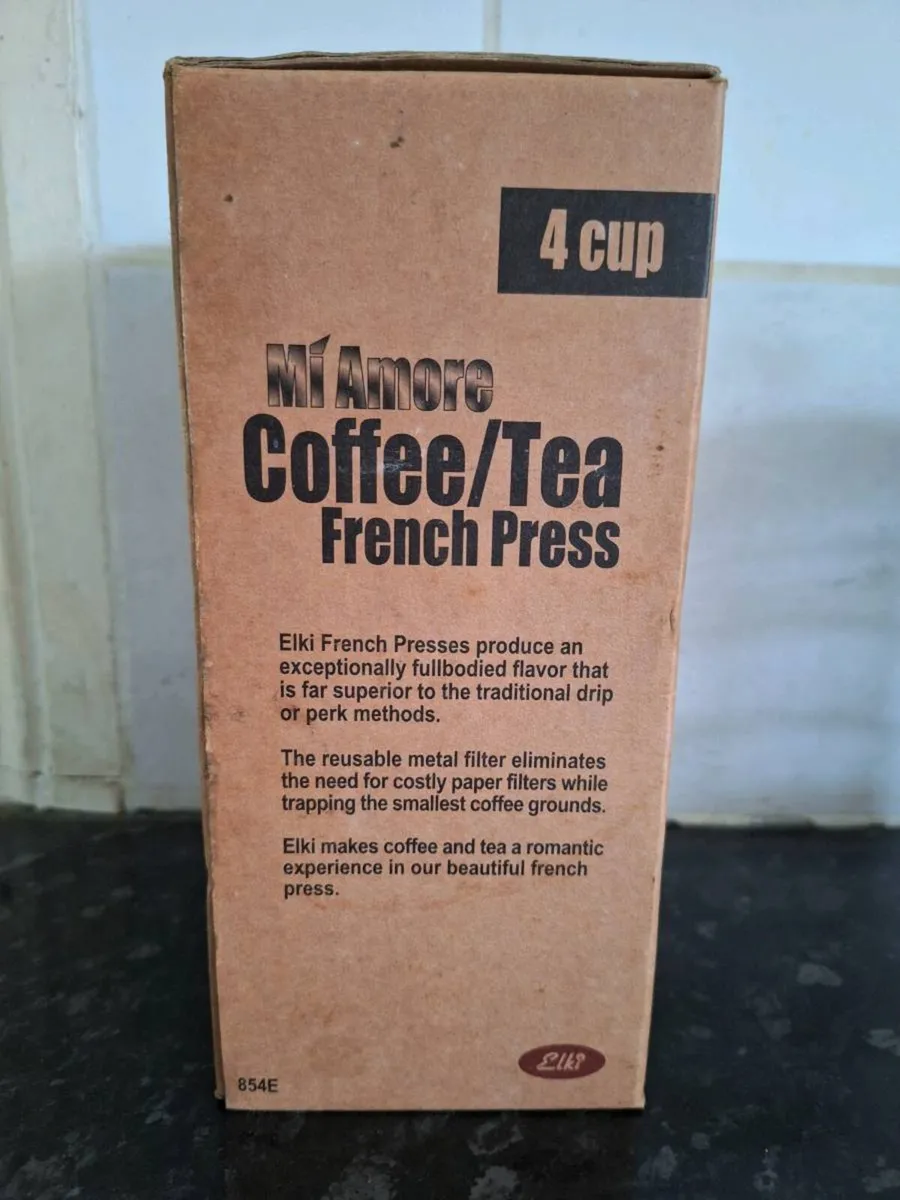 4 cup
Mí Amore
Coffee/Tea
French Press
Elki French Presses produce an
exceptionally fullbodied flavor that
is far superior to the traditional drip
or perk methods.
The reusable metal filter eliminates
the need for costly paper filters while
trapping the smallest coffee grounds.
Elki makes coffee and tea a romantic
experience in our beautiful french
press.
Elki
854E